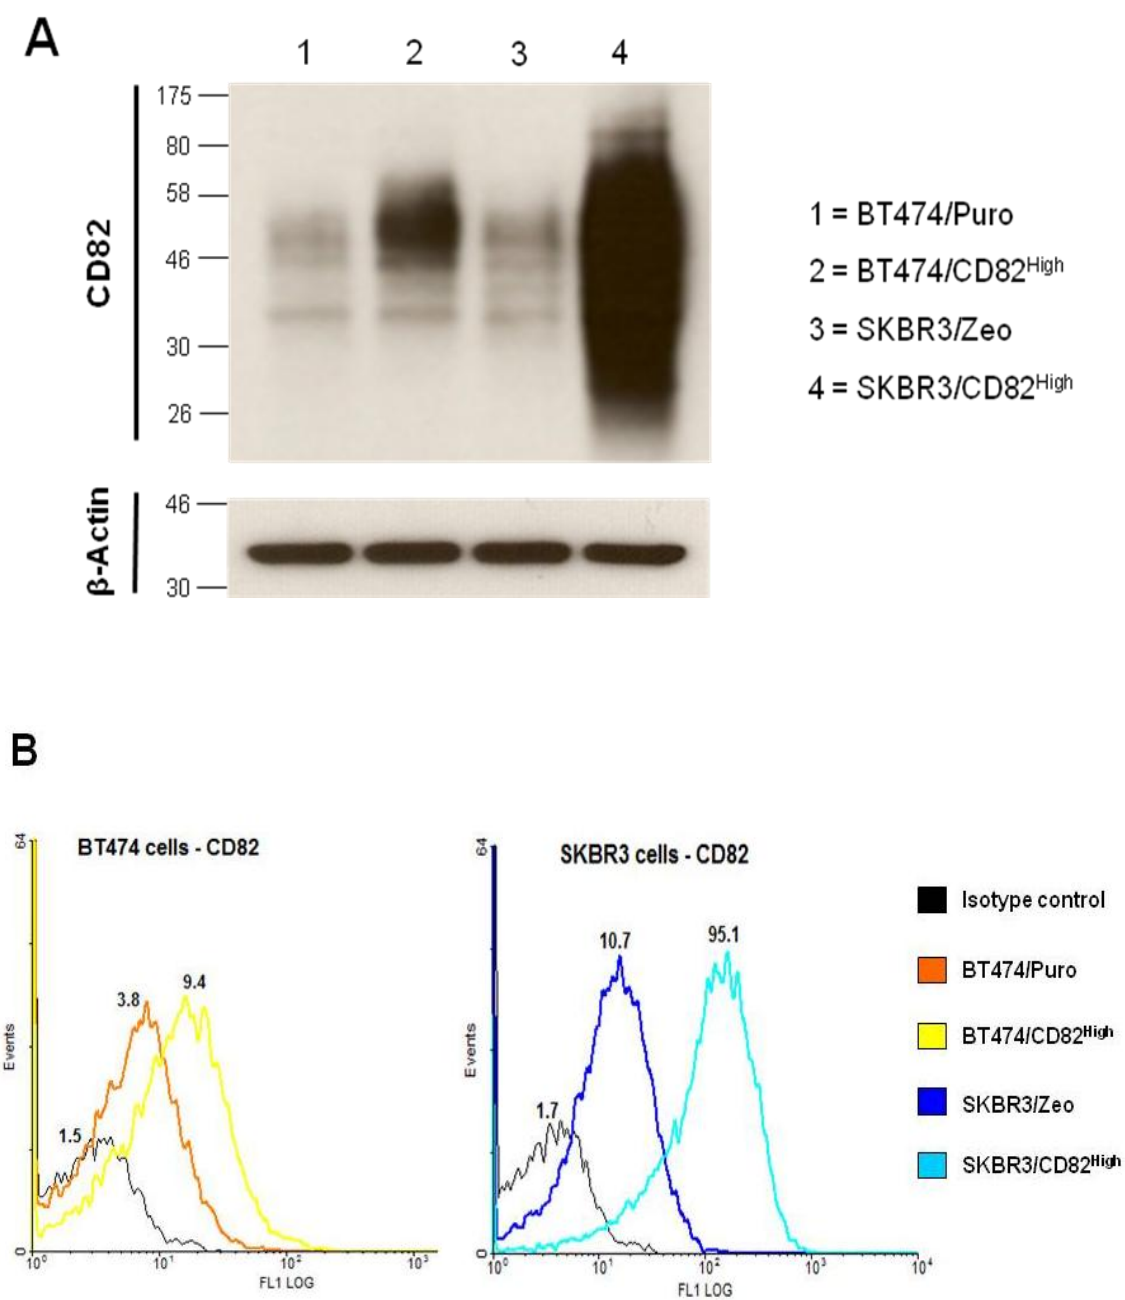 A
1 2 3 4
175
80
58
46
30
26
CD82
1 = BT474/Puro
2 = BT474/CD82High
3 = SKBR3/Zeo
4 = SKBR3/CD82High
46
30
β-Actin
B
BT474 cells - CD82
64
0
Events
1.5
3.8
9.4
10⁰ 10¹ 10² 10³
FL1 LOG
SKBR3 cells - CD82
64
0
Events
1.7
10.7
95.1
10⁰ 10¹ 10² 10³ 10⁴
FL1 LOG
Isotype control
BT474/Puro
BT474/CD82High
SKBR3/Zeo
SKBR3/CD82High